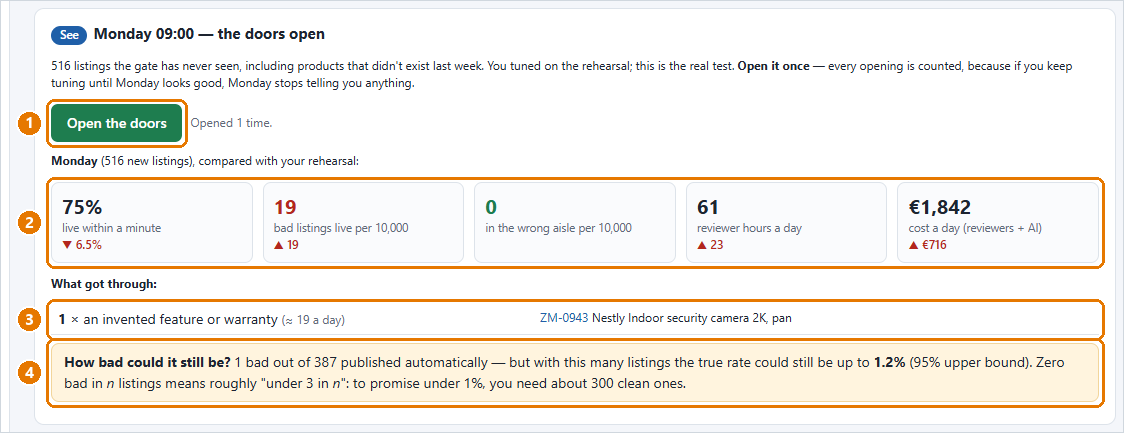 See Monday 09:00 — the doors open
516 listings the gate has never seen, including products that didn't exist last week. You tuned on the rehearsal; this is the real test. Open it once — every opening is counted, because if you keep
tuning until Monday looks good, Monday stops telling you anything.
1 Open the doors Opened 1 time.
Monday (516 new listings), compared with your rehearsal:
2
75%
live within a minute
▼ 6.5%
19
bad listings live per 10,000
▲ 19
0
in the wrong aisle per 10,000
61
reviewer hours a day
▲ 23
€1,842
cost a day (reviewers + AI)
▲ €716
What got through:
3 1 × an invented feature or warranty (≈ 19 a day) ZM-0943 Nestly Indoor security camera 2K, pan
4
How bad could it still be? 1 bad out of 387 published automatically — but with this many listings the true rate could still be up to 1.2% (95% upper bound). Zero
bad in n listings means roughly "under 3 in n": to promise under 1%, you need about 300 clean ones.